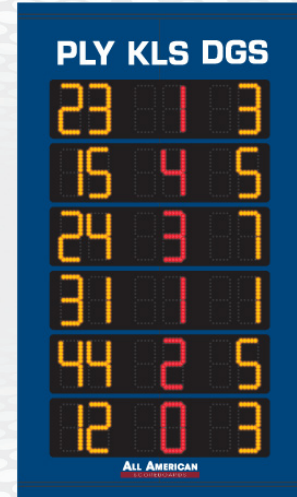 PLY KLS DGS
23 1 3
15 4 5
24 3 7
31 1 1
44 2 5
12 0 3
ALL AMERICAN
SCOREBOARDS